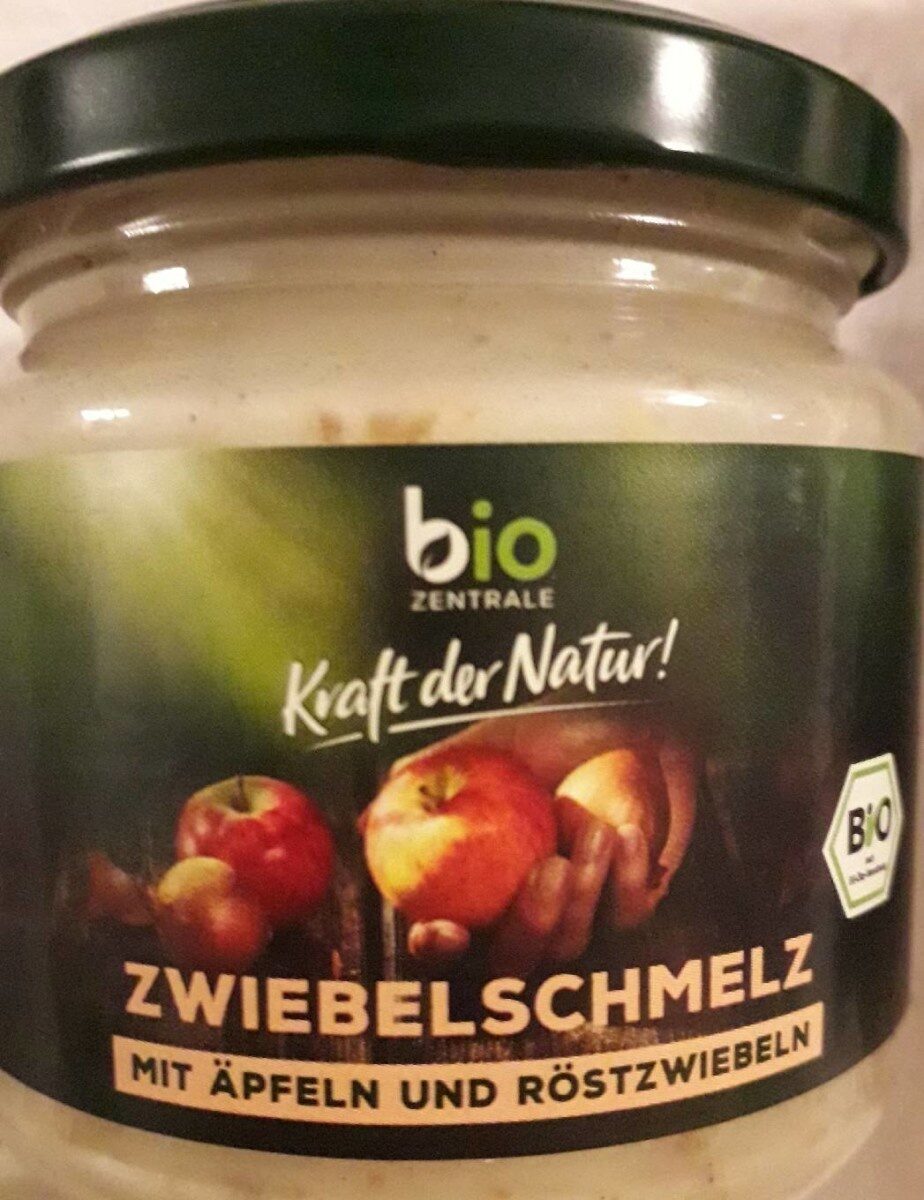 bio
ZENTRALE
Kraft der Natur!
BiO
ZWIEBELSCHMELZ
MIT ÄPFELN UND RÖSTZWIEBELN